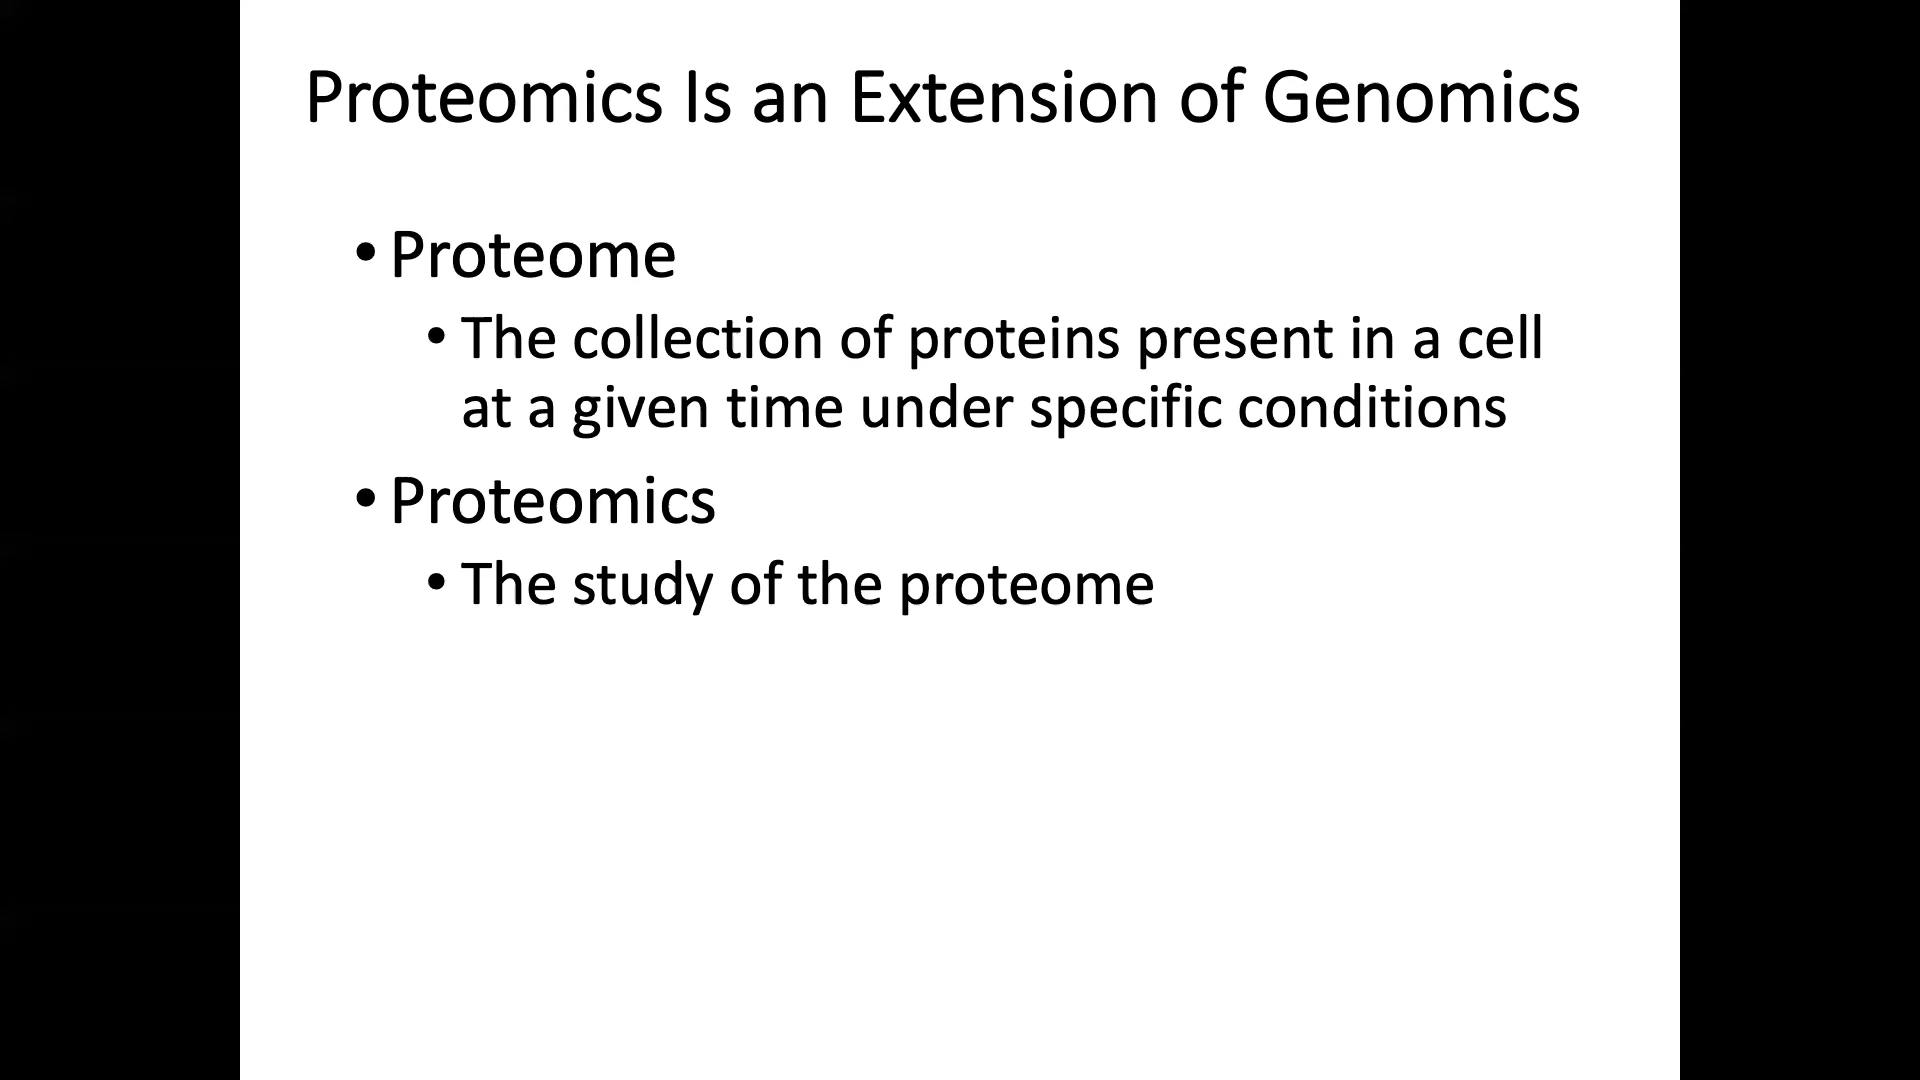 Proteomics Is an Extension of Genomics
• Proteome
• The collection of proteins present in a cell
at a given time under specific conditions
• Proteomics
• The study of the proteome